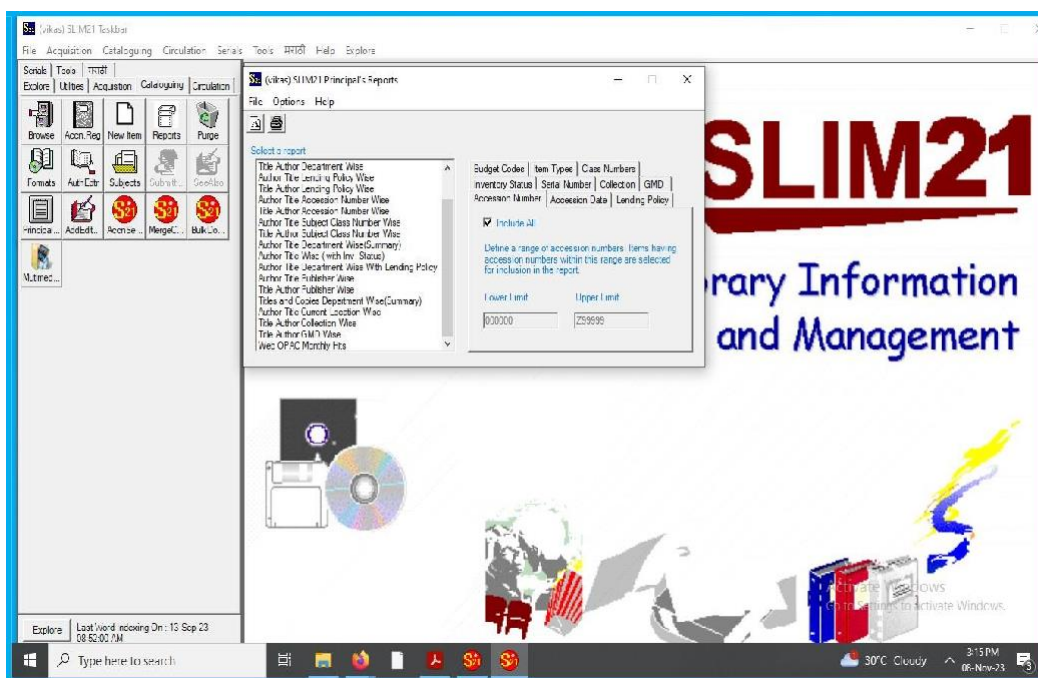 (vikas) SLIM21 Taskbar
File Acquisition Cataloguing Circulation Serials Tools मराठी Help Explore
Serials Tools मराठी
Explore Utilities Acquisition Cataloguing Circulation
Browse Accn.Reg New Item Reports Purge
Formats Auth Edtr Subjects Submitt... SeeAlso
Principal... AddEdit... AccnSe... MergeC... Bulk Do...
Mutimed...
(vikas) SLIM21 Principal's Reports
File Options Help
Select a report
Title Author Department Wise
Author Title Lending Policy Wise
Title Author Lending Policy Wise
Author Title Accession Number Wise
Title Author Accession Number Wise
Author Title Subject Class Number Wise
Title Author Subject Class Number Wise
Author Title Department Wise(Summary)
Author Title Wise (with Inv. Status)
Author Title Department Wise With Lending Policy
Author Title Publisher Wise
Title Author Publisher Wise
Titles and Copies Department Wise(Summary)
Author Title Current Location Wise
Title Author Collection Wise
Title Author GMD Wise
Web OPAC Monthly Hits
Budget Codes Item Types Class Numbers
Inventory Status Serial Number Collection GMD
Accession Number Accession Date Lending Policy
Include All
Define a range of accession numbers. Items having
accession numbers within this range are selected
for inclusion in the report.
Lower Limit Upper Limit
000000 Z99999
SLIM21
rary Information
and Management
Activate Windows
Go to Settings to activate Windows.
Explore Last Word Indexing On : 13 Sep 23
08:52:00 AM
Type here to search
30°C Cloudy
3:15 PM
08-Nov-23
3